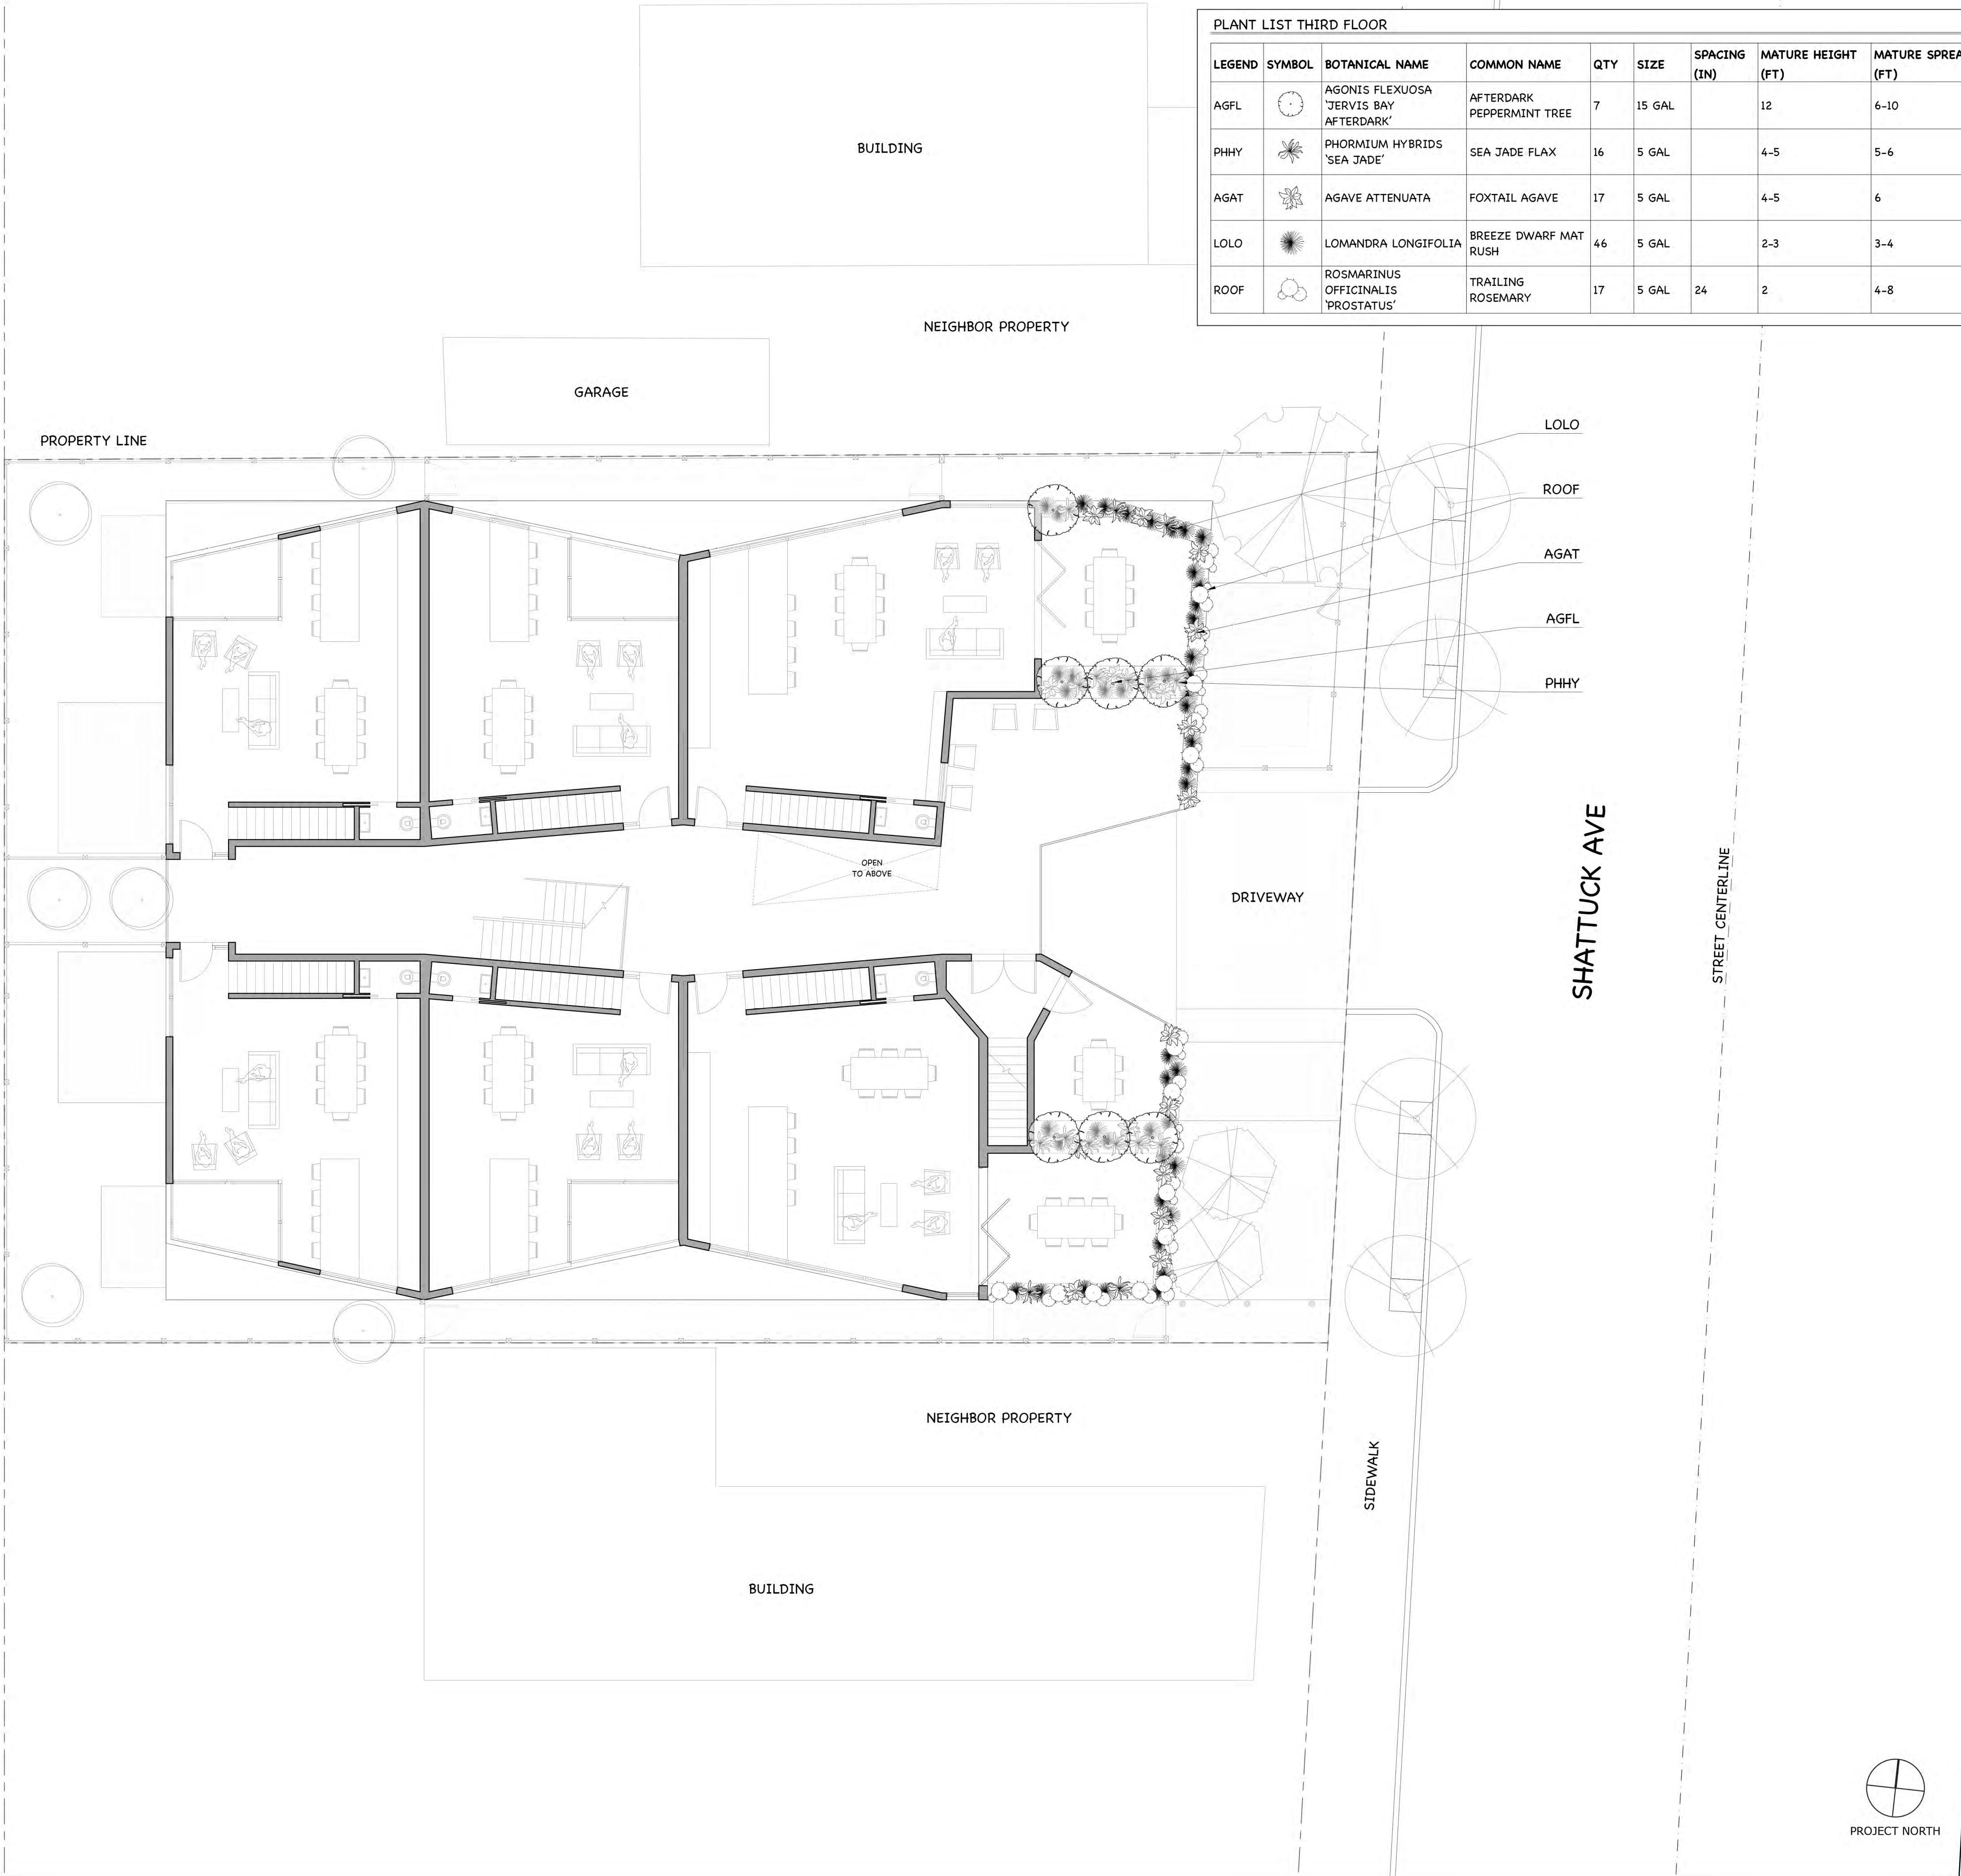 PLANT LIST THIRD FLOOR
LEGEND SYMBOL BOTANICAL NAME COMMON NAME QTY SIZE SPACING (IN) MATURE HEIGHT (FT) MATURE SPREA (FT)
AGFL AGONIS FLEXUOSA 'JERVIS BAY AFTERDARK' AFTERDARK PEPPERMINT TREE 7 15 GAL 12 6-10
PHHY PHORMIUM HYBRIDS 'SEA JADE' SEA JADE FLAX 16 5 GAL 4-5 5-6
AGAT AGAVE ATTENUATA FOXTAIL AGAVE 17 5 GAL 4-5 6
LOLO LOMANDRA LONGIFOLIA BREEZE DWARF MAT RUSH 46 5 GAL 2-3 3-4
ROOF ROSMARINUS OFFICINALIS 'PROSTATUS' TRAILING ROSEMARY 17 5 GAL 24 2 4-8
BUILDING
NEIGHBOR PROPERTY
GARAGE
PROPERTY LINE
LOLO
ROOF
AGAT
AGFL
PHHY
OPEN
TO ABOVE
DRIVEWAY
SHATTUCK AVE
STREET CENTERLINE
NEIGHBOR PROPERTY
SIDEWALK
BUILDING
PROJECT NORTH